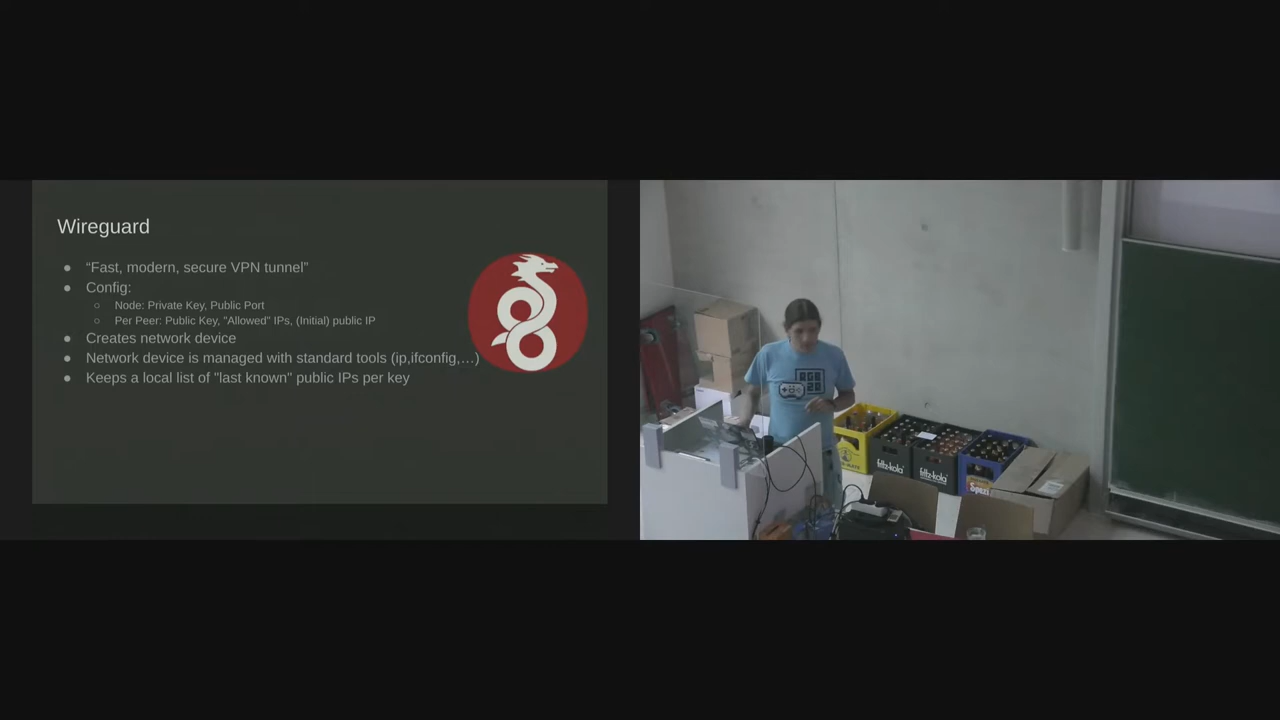 Wireguard
● “Fast, modern, secure VPN tunnel”
● Config:
○ Node: Private Key, Public Port
○ Per Peer: Public Key, "Allowed" IPs, (Initial) public IP
● Creates network device
● Network device is managed with standard tools (ip,ifconfig,…)
● Keeps a local list of "last known" public IPs per key
fritz-kola
fritz-kola
Spezi